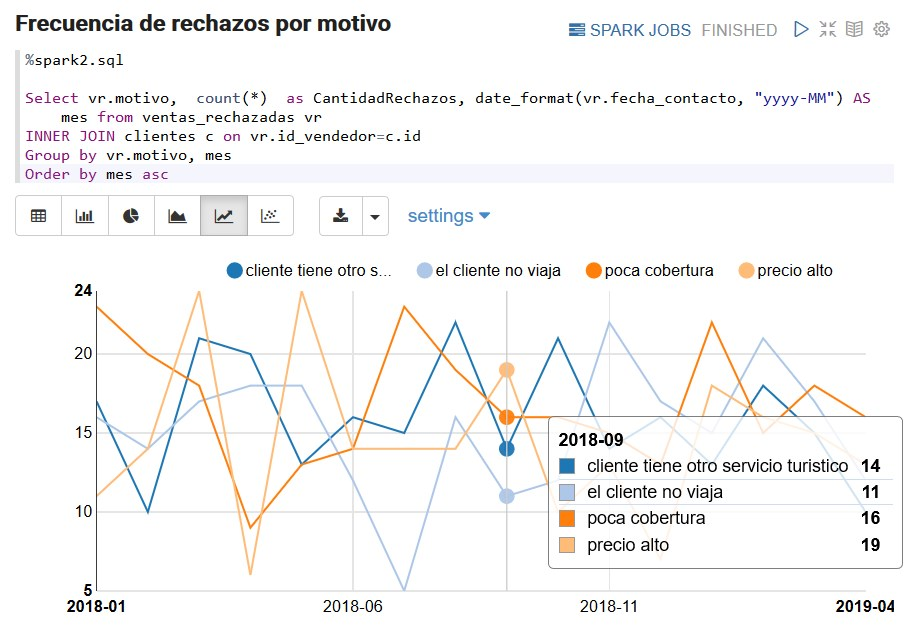 Frecuencia de rechazos por motivo
SPARK JOBS FINISHED
%spark2.sql
Select vr.motivo,  count(*)  as CantidadRechazos, date_format(vr.fecha_contacto, "yyyy-MM") AS
mes from ventas_rechazadas vr
INNER JOIN clientes c on vr.id_vendedor=c.id
Group by vr.motivo, mes
Order by mes asc
settings
cliente tiene otro s... el cliente no viaja poca cobertura precio alto
24
20
15
10
5
2018-09
cliente tiene otro servicio turistico 14
el cliente no viaja 11
poca cobertura 16
precio alto 19
2018-01 2018-06 2018-11 2019-04